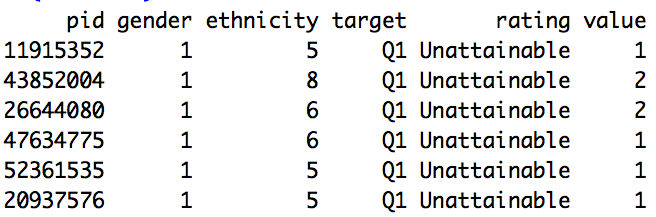 pid gender ethnicity target rating value
11915352 1 5 Q1 Unattainable 1
43852004 1 8 Q1 Unattainable 2
26644080 1 6 Q1 Unattainable 2
47634775 1 6 Q1 Unattainable 1
52361535 1 5 Q1 Unattainable 1
20937576 1 5 Q1 Unattainable 1